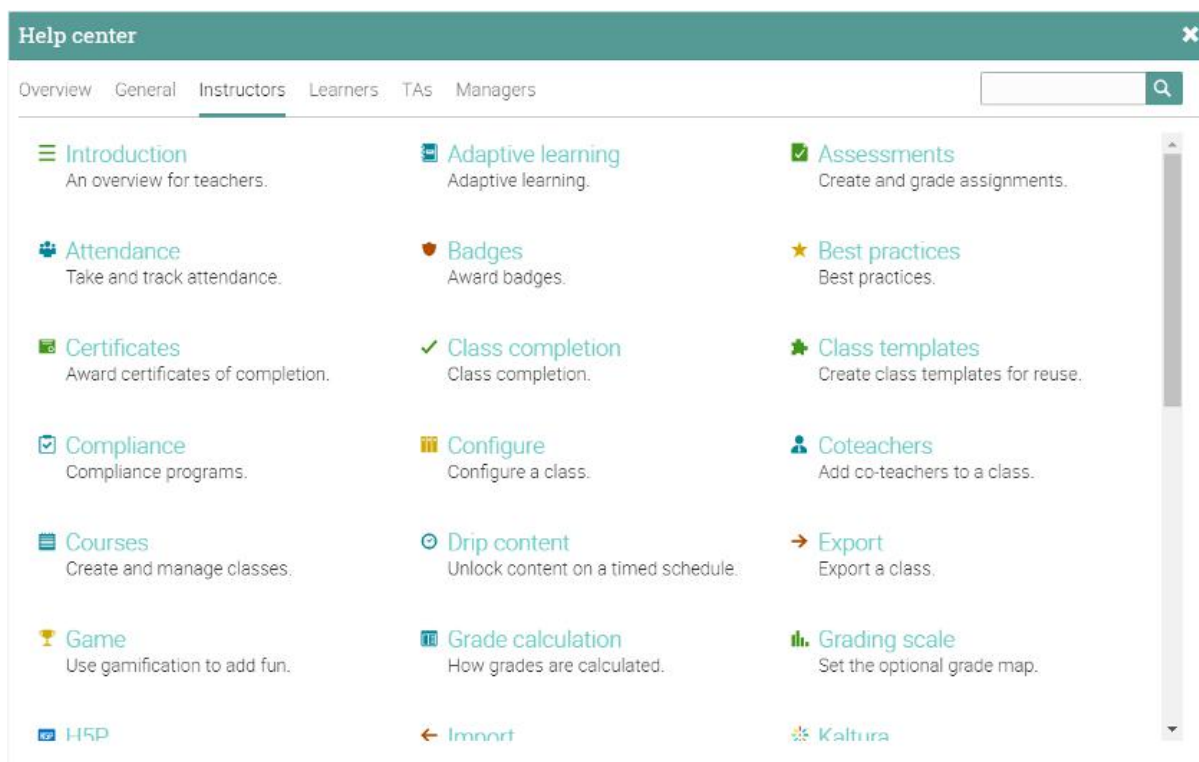 Help center
Overview General Instructors Learners TAs Managers
Introduction
An overview for teachers.
Adaptive learning
Adaptive learning.
Assessments
Create and grade assignments.
Attendance
Take and track attendance.
Badges
Award badges.
Best practices
Best practices.
Certificates
Award certificates of completion.
Class completion
Class completion.
Class templates
Create class templates for reuse.
Compliance
Compliance programs.
Configure
Configure a class.
Coteachers
Add co-teachers to a class.
Courses
Create and manage classes.
Drip content
Unlock content on a timed schedule.
Export
Export a class.
Game
Use gamification to add fun.
Grade calculation
How grades are calculated.
Grading scale
Set the optional grade map.
H5P
Import
Kaltura